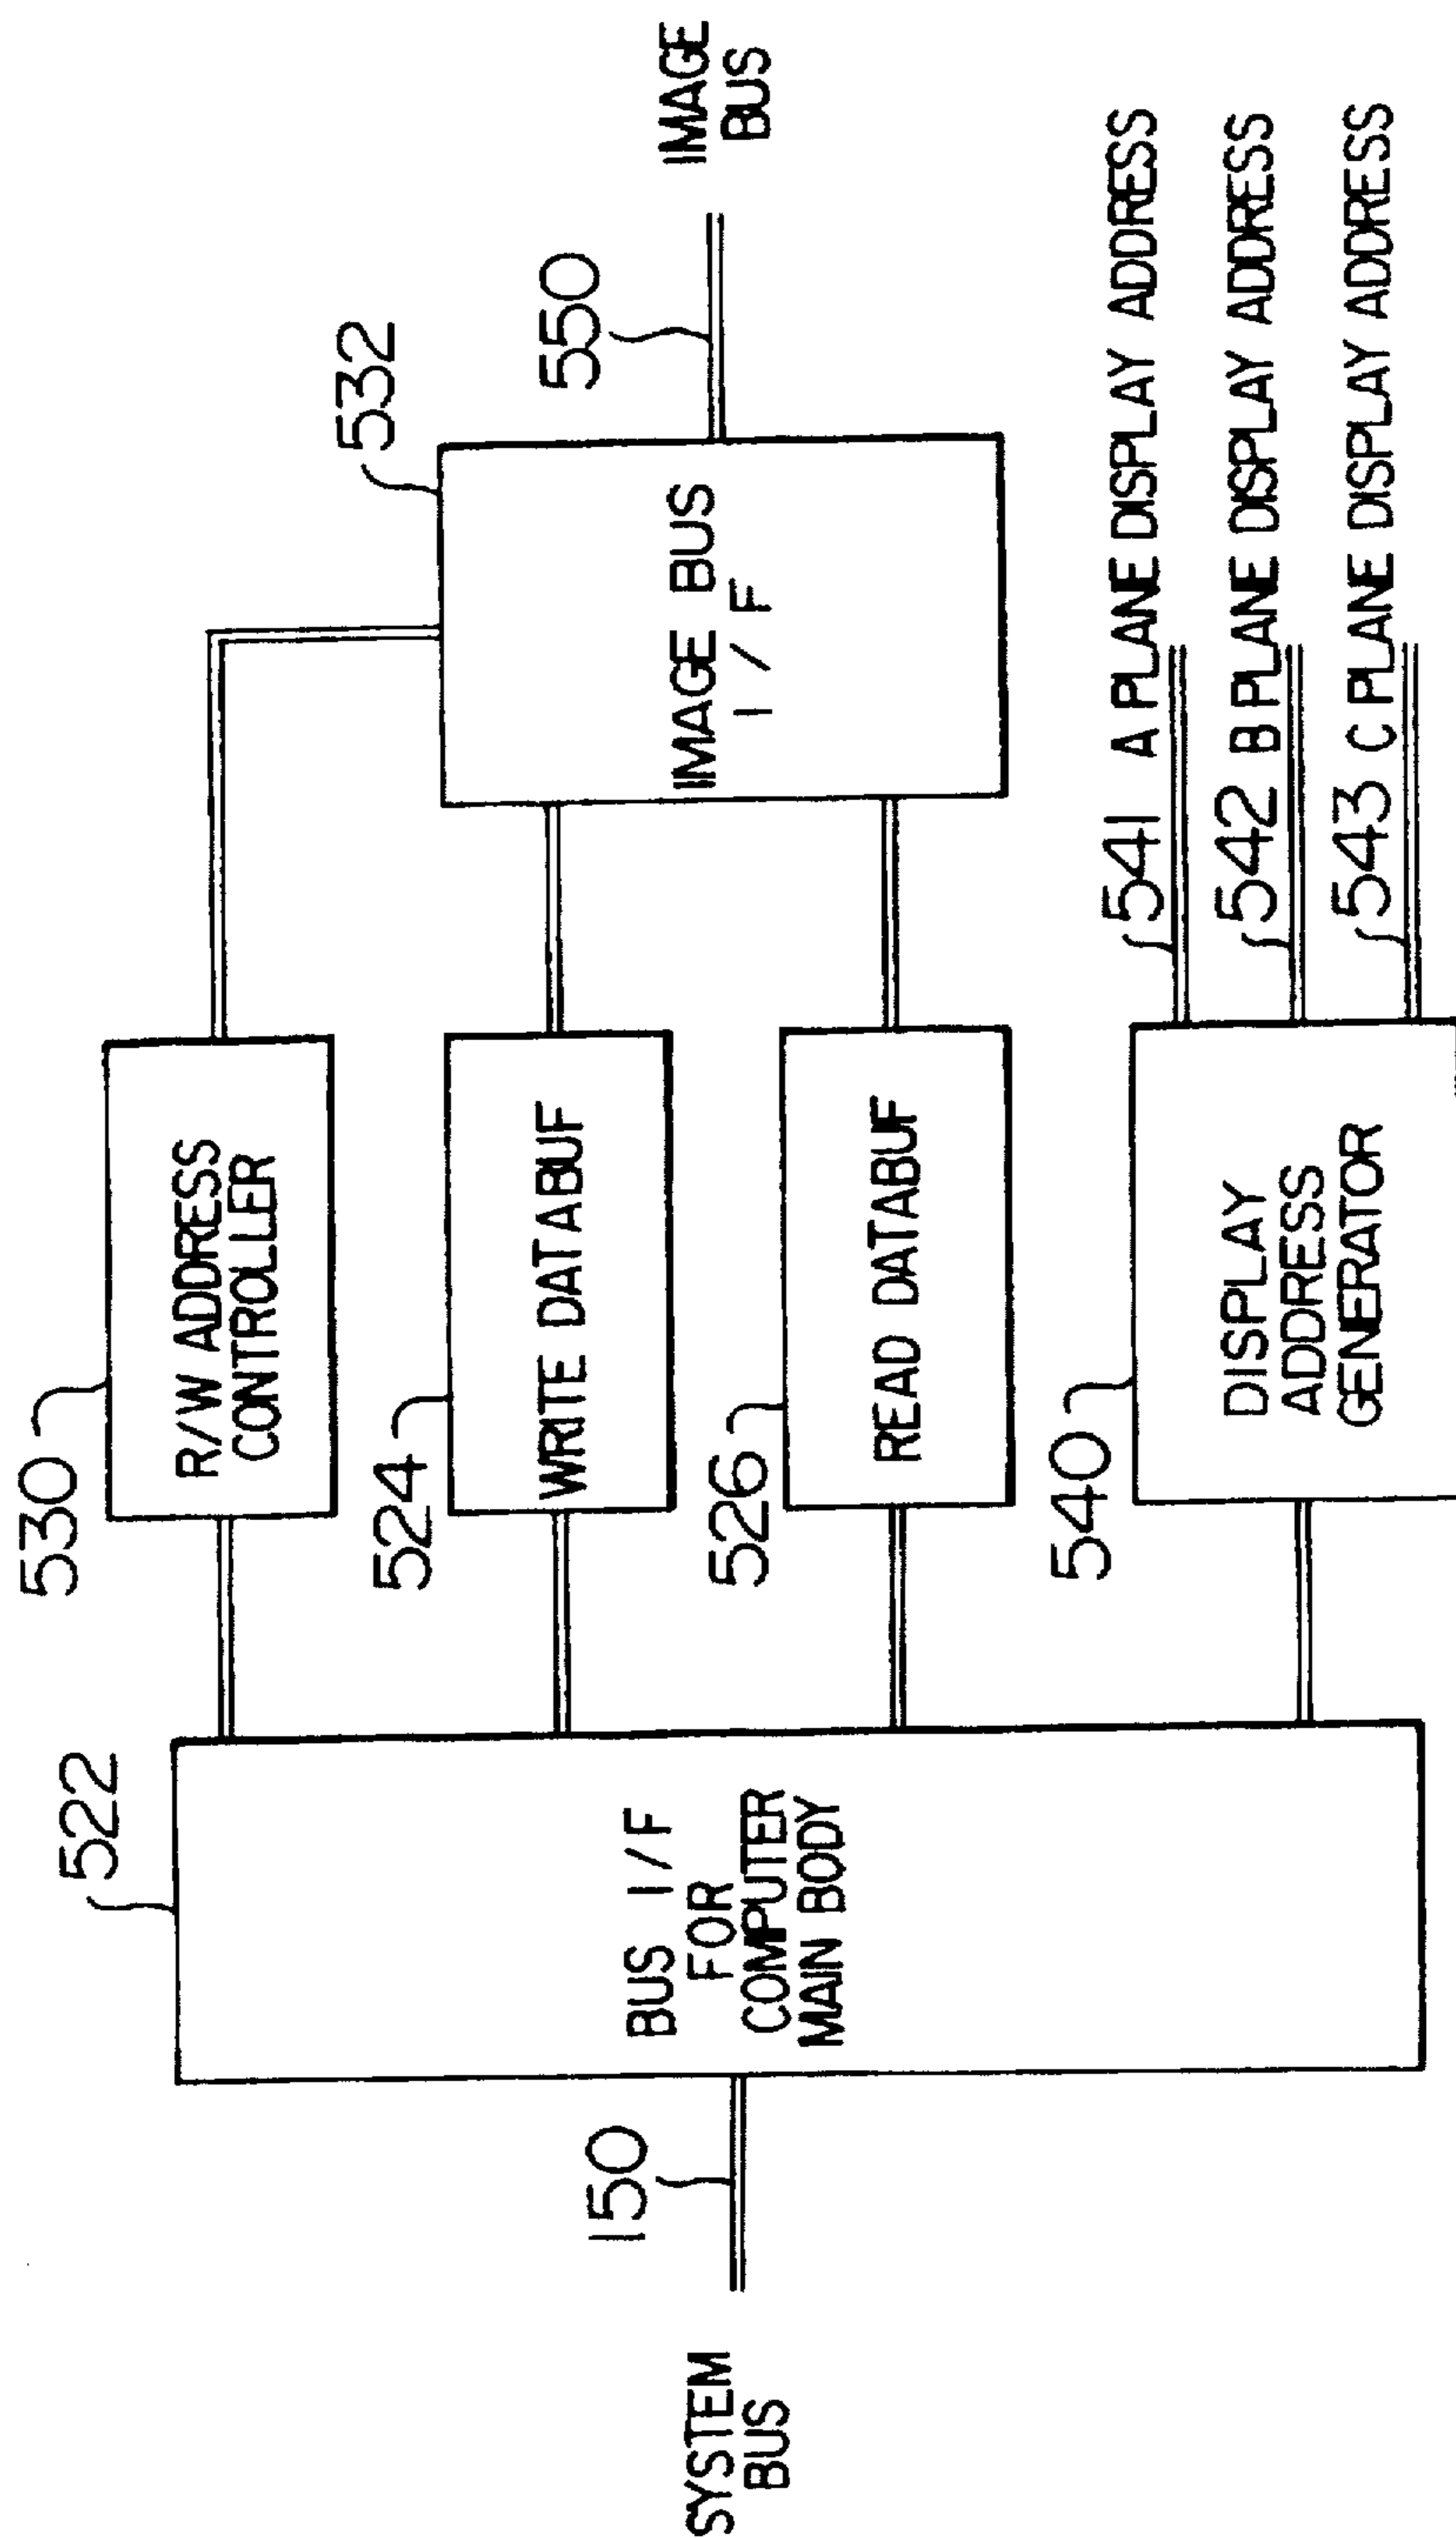 SYSTEM
BUS
150
522
BUS I/F
FOR
COMPUTER
MAIN BODY
530
R/W ADDRESS
CONTROLLER
524
WRITE DATABUF
526
READ DATABUF
540
DISPLAY
ADDRESS
GENERATOR
532
IMAGE BUS
I/F
550
IMAGE
BUS
541 A PLANE DISPLAY ADDRESS
542 B PLANE DISPLAY ADDRESS
543 C PLANE DISPLAY ADDRESS